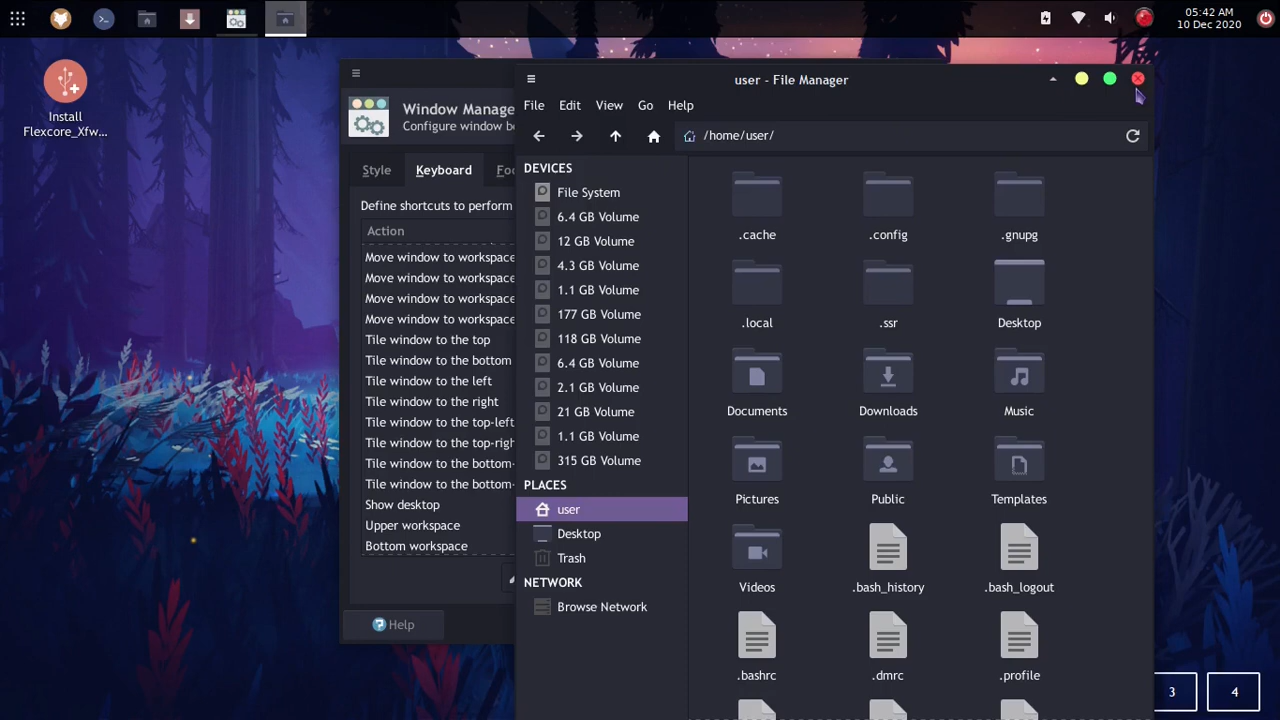 05:42 AM
10 Dec 2020
Install
Flexcore_Xfw...
Window Manage
Configure window b
Style
Keyboard
Fo
Define shortcuts to perform
Action
Move window to workspace
Move window to workspace
Move window to workspace
Move window to workspace
Tile window to the top
Tile window to the bottom
Tile window to the left
Tile window to the right
Tile window to the top-left
Tile window to the top-righ
Tile window to the bottom-
Tile window to the bottom-
Show desktop
Upper workspace
Bottom workspace
Help
user - File Manager
File
Edit
View
Go
Help
/home/user/
DEVICES
File System
6.4 GB Volume
12 GB Volume
4.3 GB Volume
1.1 GB Volume
177 GB Volume
118 GB Volume
6.4 GB Volume
2.1 GB Volume
21 GB Volume
1.1 GB Volume
315 GB Volume
PLACES
user
Desktop
Trash
NETWORK
Browse Network
.cache
.config
.gnupg
.local
.ssr
Desktop
Documents
Downloads
Music
Pictures
Public
Templates
Videos
.bash_history
.bash_logout
.bashrc
.dmrc
.profile
3
4